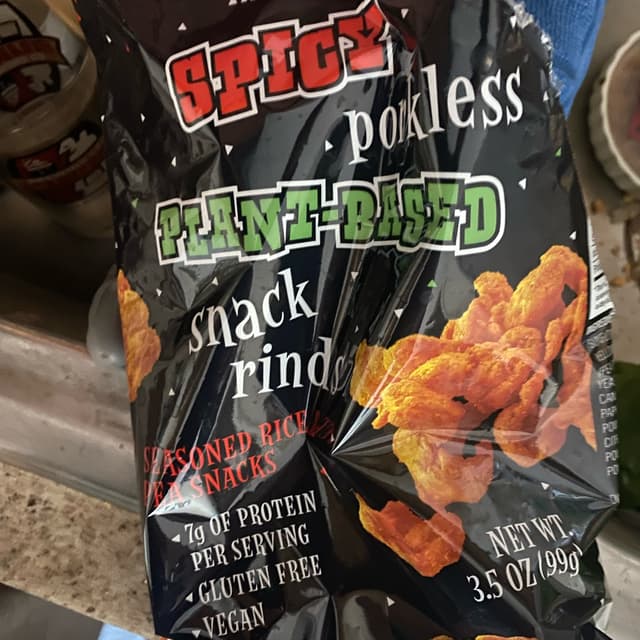 SPICY
porkless
PLANT-BASED
snack
rinds
SEASONED RICE
PEA SNACKS
7g OF PROTEIN
PER SERVING
GLUTEN FREE
VEGAN
NET WT.
3.5 OZ (99g)